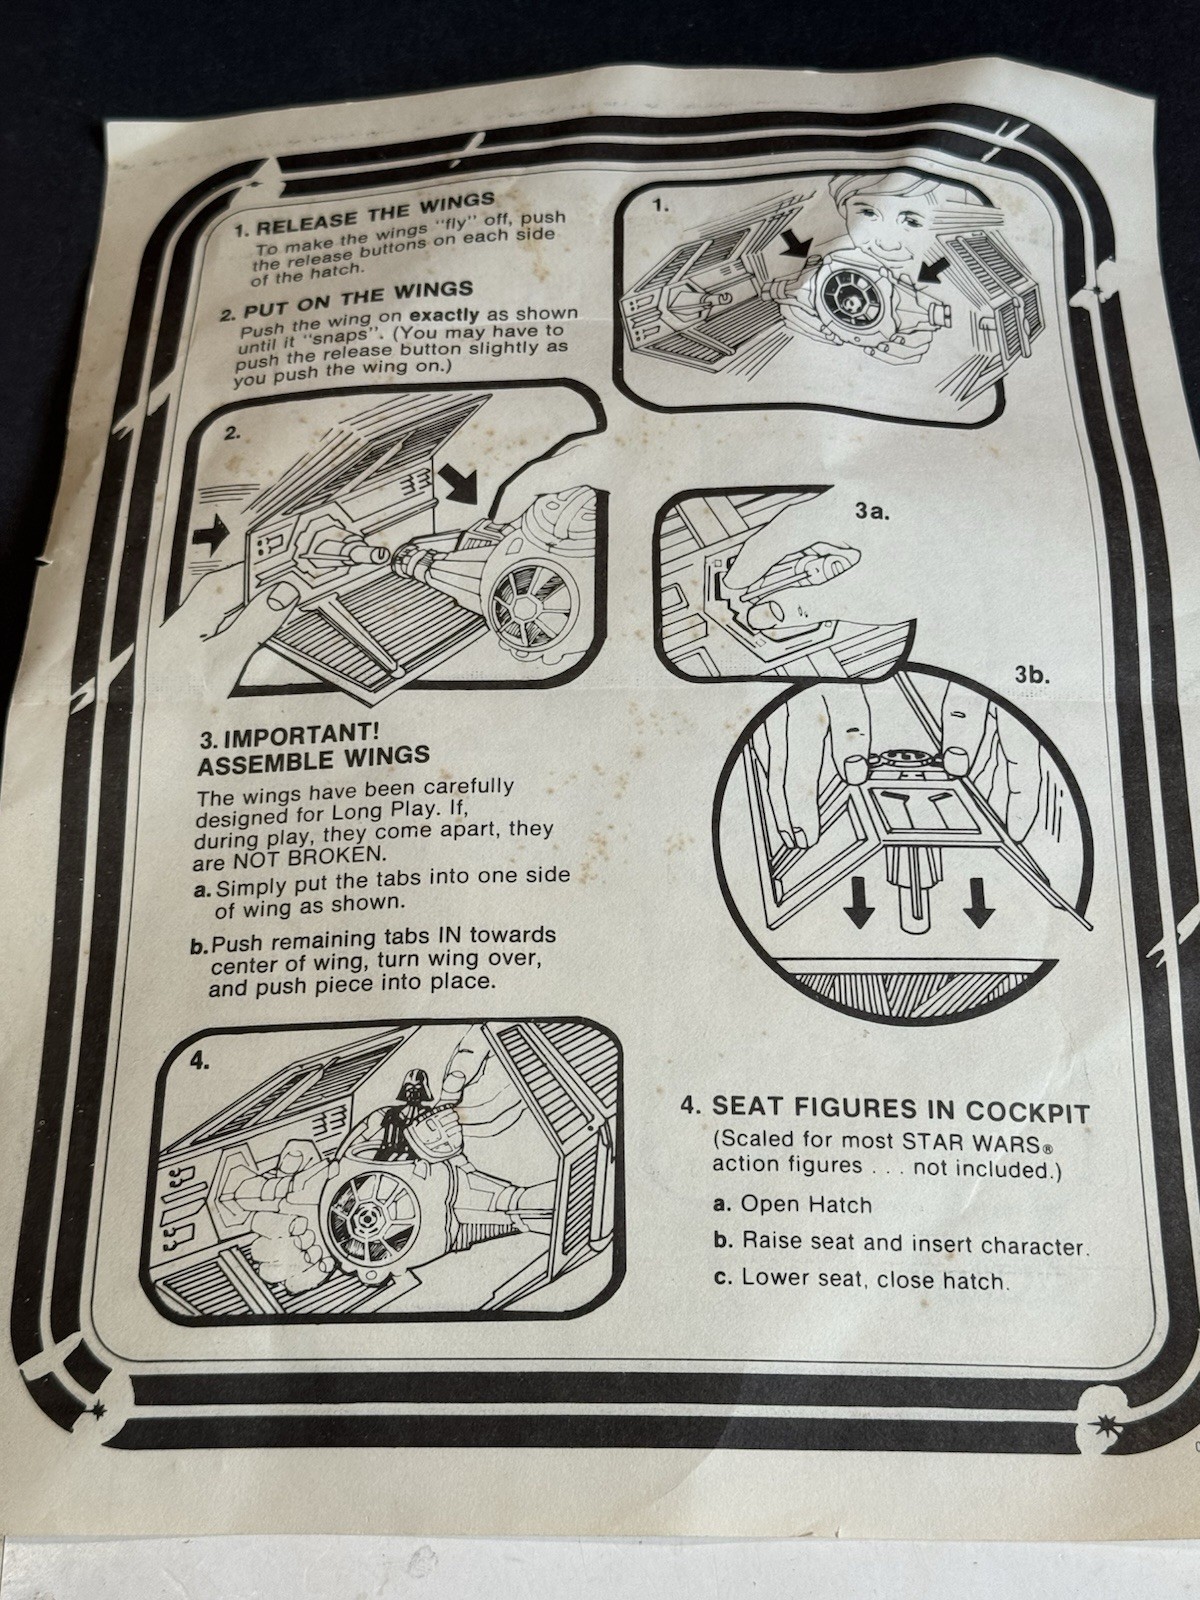 1. RELEASE THE WINGS
To make the wings "fly" off, push
the release buttons on each side
of the hatch.
2. PUT ON THE WINGS
Push the wing on exactly as shown
until it "snaps". (You may have to
push the release button slightly as
you push the wing on.)
1.
2.
3a.
3b.
3. IMPORTANT!
ASSEMBLE WINGS
The wings have been carefully
designed for Long Play. If,
during play, they come apart, they
are NOT BROKEN.
a. Simply put the tabs into one side
of wing as shown.
b. Push remaining tabs IN towards
center of wing, turn wing over,
and push piece into place.
4.
4. SEAT FIGURES IN COCKPIT
(Scaled for most STAR WARS®
action figures . . . not included.)
a. Open Hatch
b. Raise seat and insert character.
c. Lower seat, close hatch.